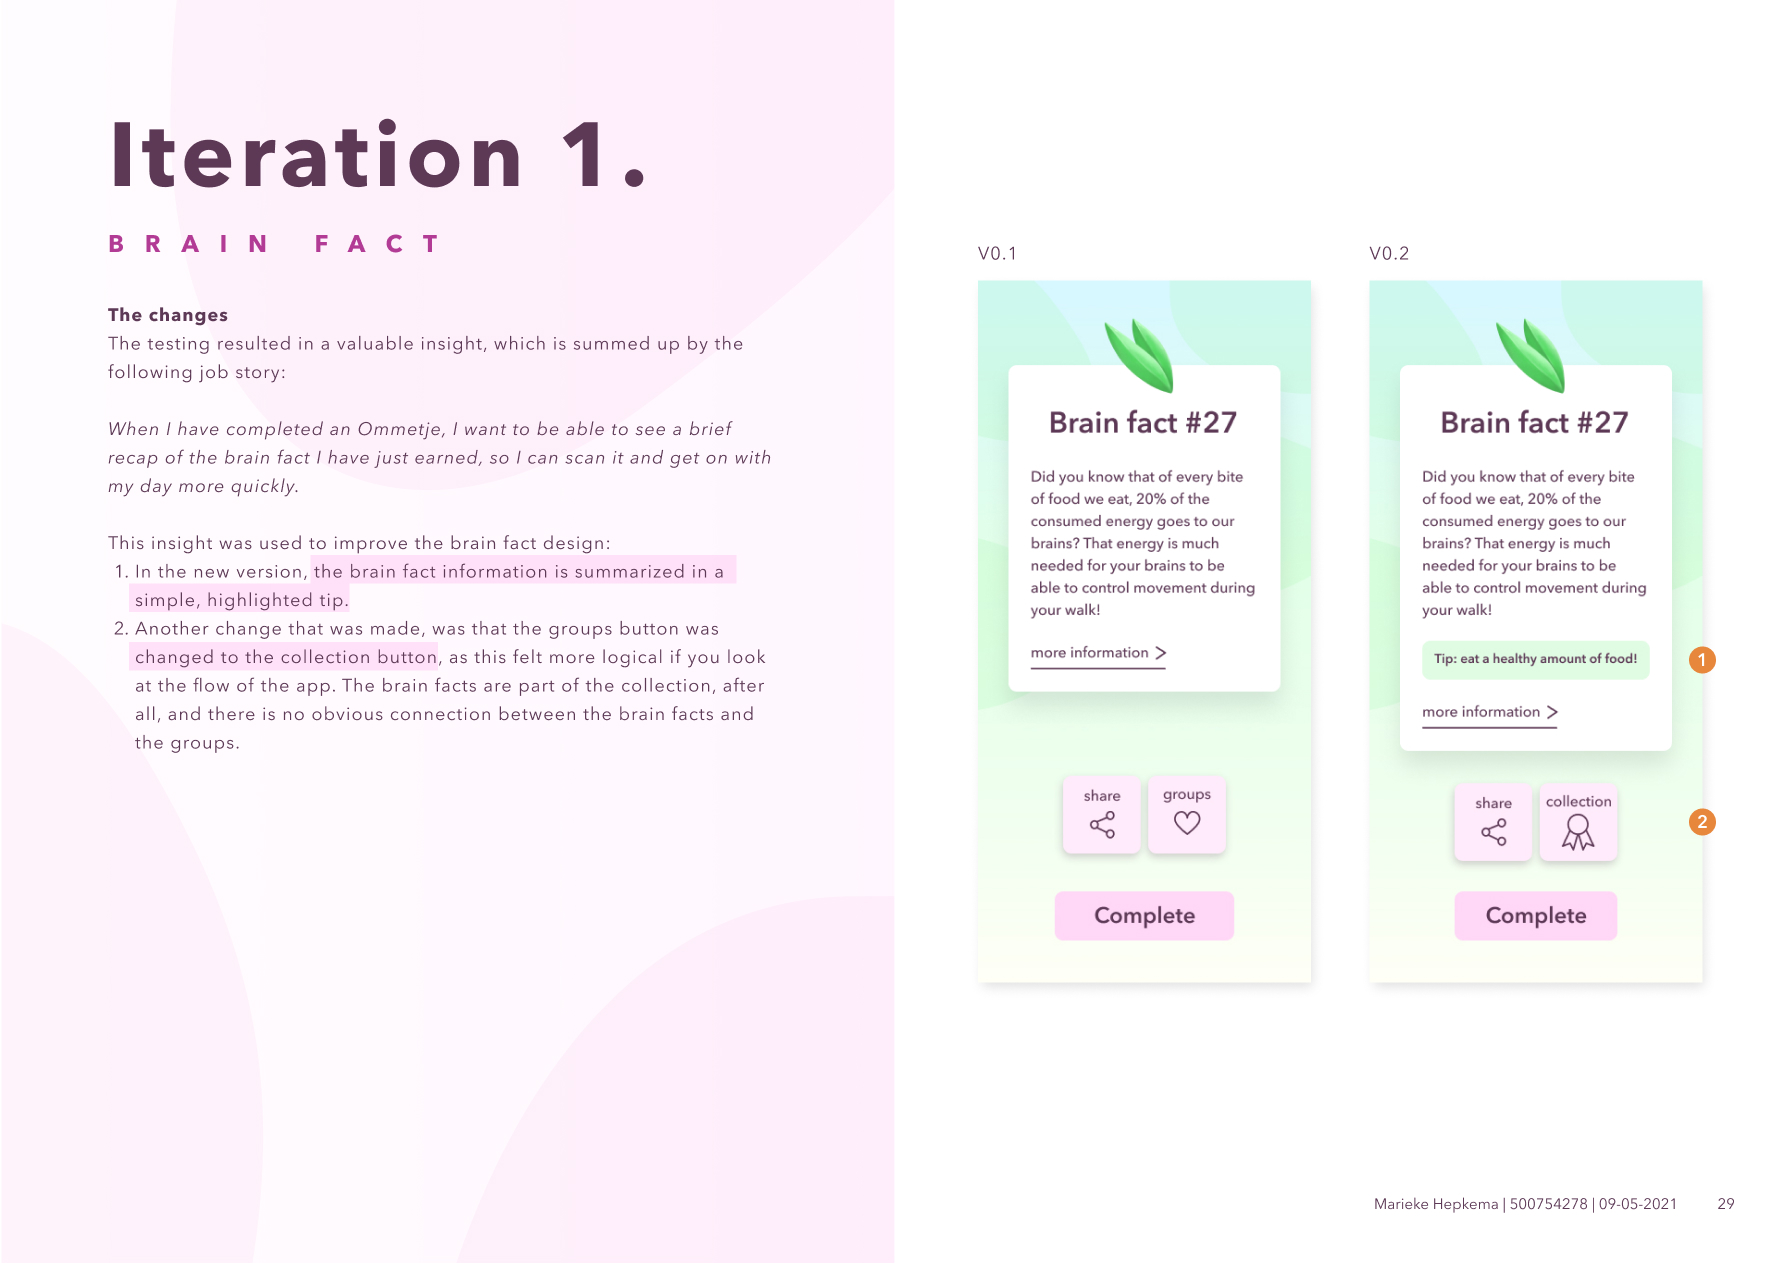 Iteration 1.
BRAIN FACT
The changes
The testing resulted in a valuable insight, which is summed up by the
following job story:
When I have completed an Ommetje, I want to be able to see a brief
recap of the brain fact I have just earned, so I can scan it and get on with
my day more quickly.
This insight was used to improve the brain fact design:
1. In the new version, the brain fact information is summarized in a
simple, highlighted tip.
2. Another change that was made, was that the groups button was
changed to the collection button, as this felt more logical if you look
at the flow of the app. The brain facts are part of the collection, after
all, and there is no obvious connection between the brain facts and
the groups.
V0.1
Brain fact #27
Did you know that of every bite
of food we eat, 20% of the
consumed energy goes to our
brains? That energy is much
needed for your brains to be
able to control movement during
your walk!
more information >
share
groups
Complete
V0.2
Brain fact #27
Did you know that of every bite
of food we eat, 20% of the
consumed energy goes to our
brains? That energy is much
needed for your brains to be
able to control movement during
your walk!
Tip: eat a healthy amount of food!
1
more information >
share
collection
2
Complete
Marieke Hepkema | 500754278 | 09-05-2021
29